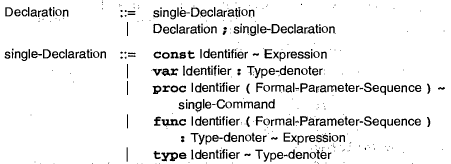 Declaration ::= single-Declaration
| Declaration ; single-Declaration
single-Declaration ::= const Identifier ~ Expression
| var Identifier : Type-denoter
| proc Identifier ( Formal-Parameter-Sequence ) ~
single-Command
| func Identifier ( Formal-Parameter-Sequence )
: Type-denoter ~ Expression
| type Identifier ~ Type-denoter